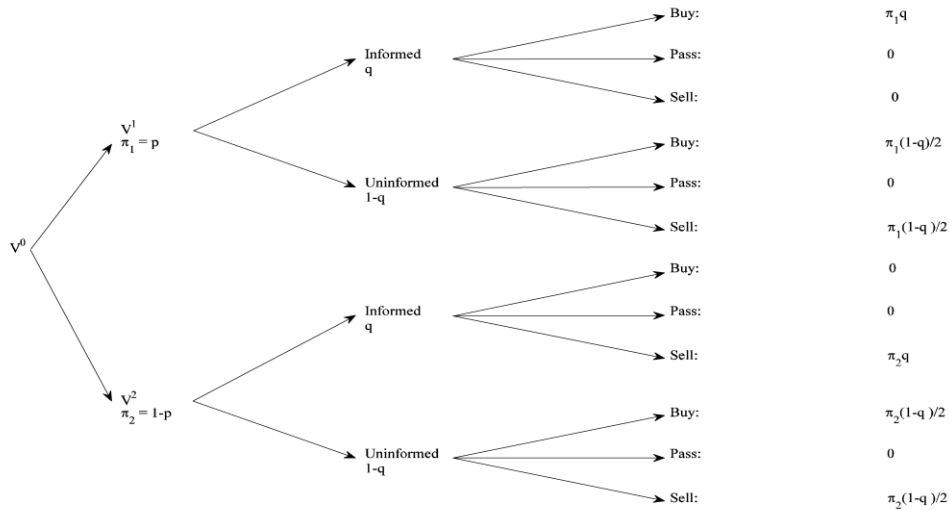 Buy: π₁q
Informed
q
Pass: 0
Sell: 0
V¹
π₁ = p
Buy: π₁(1-q)/2
Uninformed
1-q
Pass: 0
Sell: π₁(1-q )/2
V⁰
Buy: 0
Informed
q
Pass: 0
Sell: π₂q
V²
π₂ = 1-p
Buy: π₂(1-q )/2
Uninformed
1-q
Pass: 0
Sell: π₂(1-q )/2